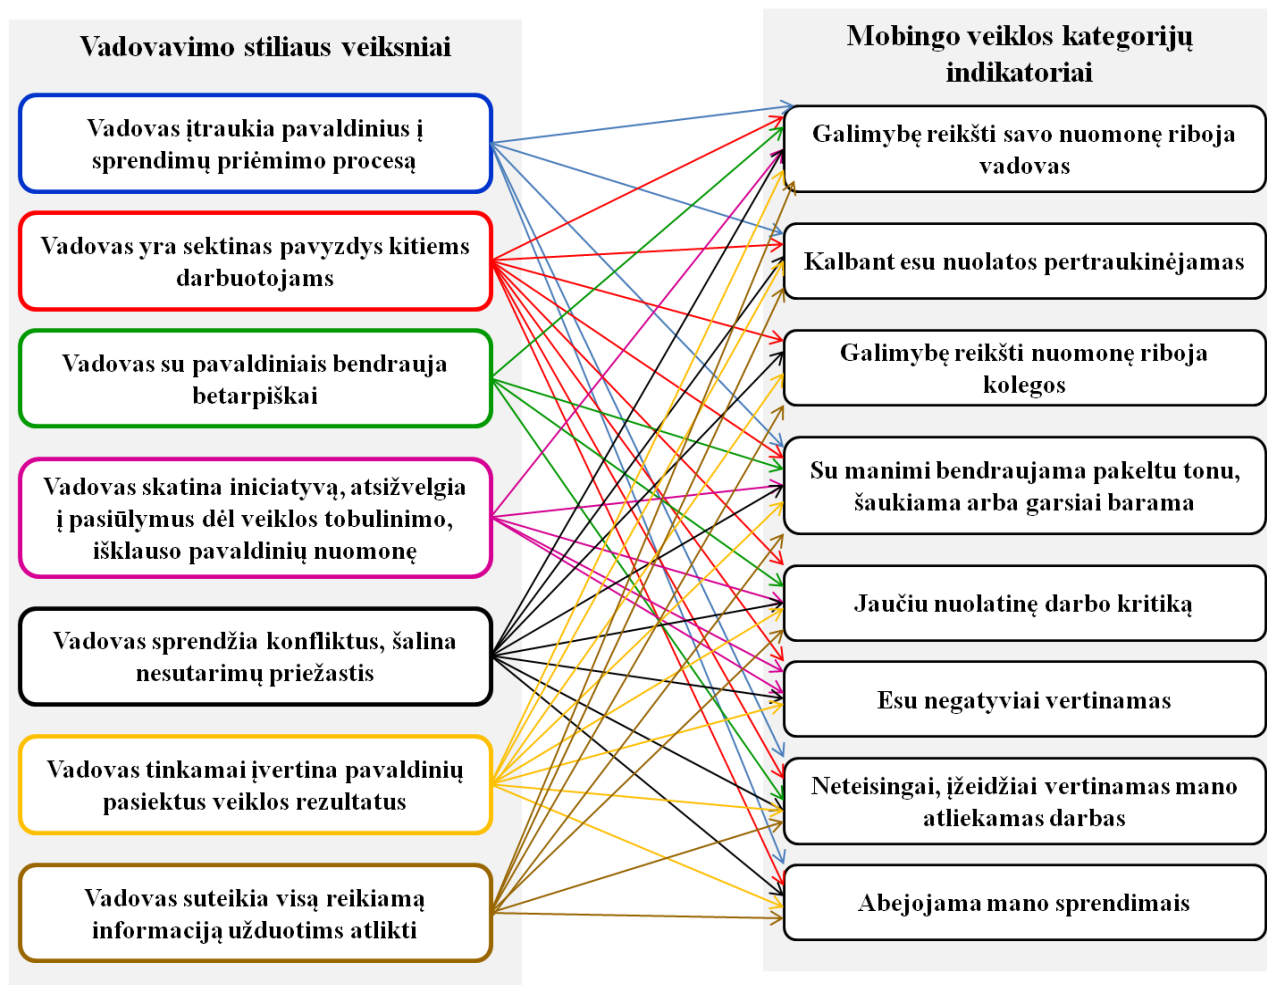 Vadovavimo stiliaus veiksniai
Vadovas įtraukia pavaldinius į
sprendimų priėmimo procesą
Vadovas yra sektinas pavyzdys kitiems
darbuotojams
Vadovas su pavaldiniais bendrauja
betarpiškai
Vadovas skatina iniciatyvą, atsižvelgia
į pasiūlymus dėl veiklos tobulinimo,
išklauso pavaldinių nuomonę
Vadovas sprendžia konfliktus, šalina
nesutarimų priežastis
Vadovas tinkamai įvertina pavaldinių
pasiektus veiklos rezultatus
Vadovas suteikia visą reikiamą
informaciją užduotims atlikti
Mobingo veiklos kategorijų
indikatoriai
Galimybę reikšti savo nuomonę riboja
vadovas
Kalbant esu nuolatos pertraukinėjamas
Galimybę reikšti nuomonę riboja
kolegos
Su manimi bendraujama pakeltu tonu,
šaukiama arba garsiai barama
Jaučiu nuolatinę darbo kritiką
Esu negatyviai vertinamas
Neteisingai, įžeidžiai vertinamas mano
atliekamas darbas
Abejojama mano sprendimais